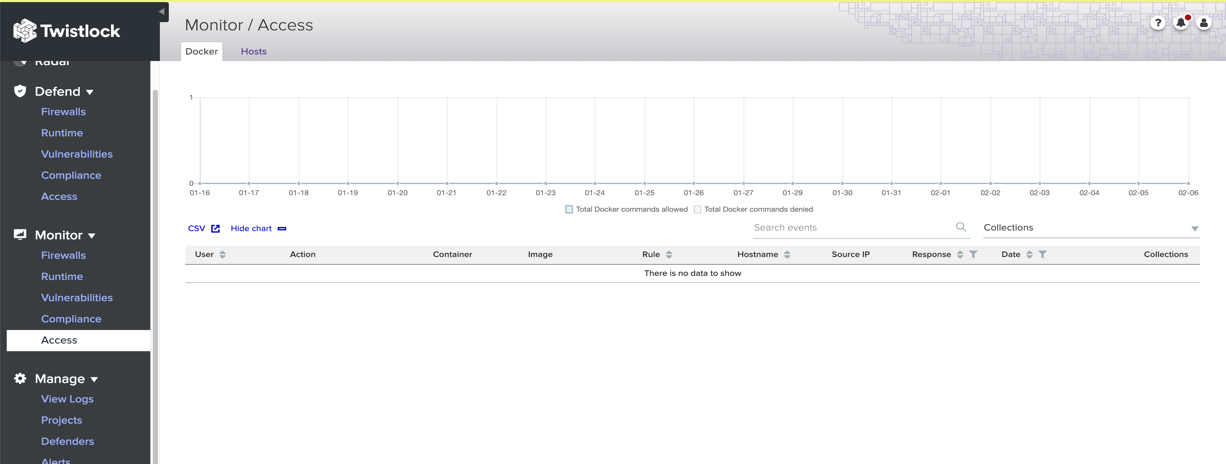 Twistlock
Monitor / Access
?
Docker
Hosts
Radar
Defend
Firewalls
Runtime
Vulnerabilities
Compliance
Access
Monitor
Firewalls
Runtime
Vulnerabilities
Compliance
Access
Manage
View Logs
Projects
Defenders
Alerts
1
0
01-16 01-17 01-18 01-19 01-20 01-21 01-22 01-23 01-24 01-25 01-26 01-27 01-29 01-30 01-31 02-01 02-02 02-03 02-04 02-05 02-06
Total Docker commands allowed Total Docker commands denied
CSV Hide chart Search events Collections
User Action Container Image Rule Hostname Source IP Response Date Collections
There is no data to show